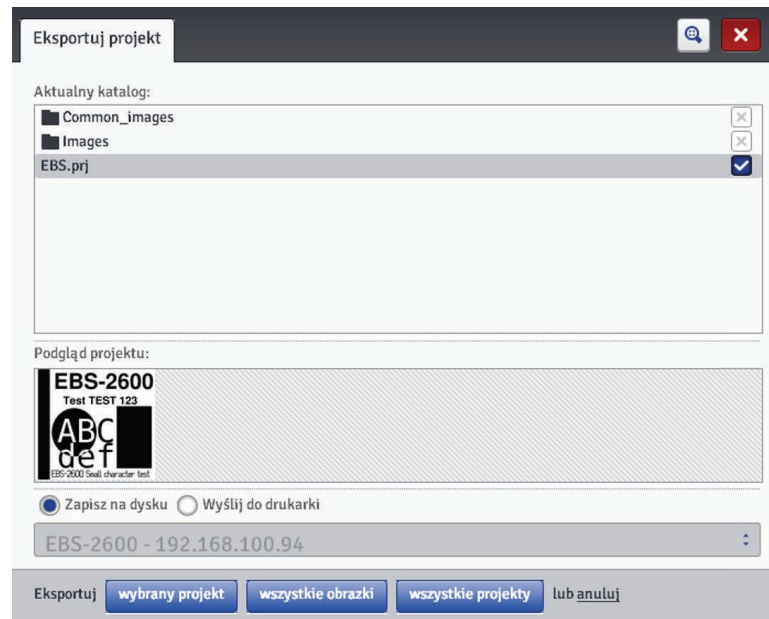 Eksportuj projekt
Aktualny katalog:
Common_images
Images
EBS.prj
Podgląd projektu:
EBS-2600
Test TEST 123
ABC
def
EBS-2600 Small character test
Zapisz na dysku Wyślij do drukarki
EBS-2600 - 192.168.100.94
Eksportuj wybrany projekt wszystkie obrazki wszystkie projekty lub anuluj